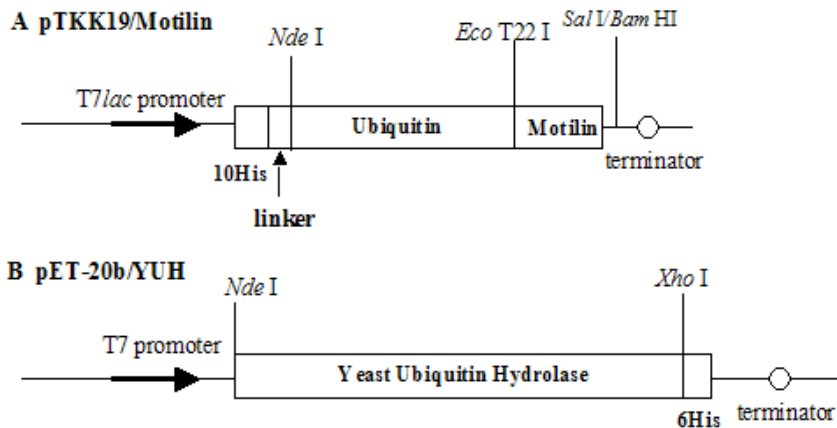 A pTKK19/Motilin
Nde I
Eco T22 I
Sal I/Bam HI
T7lac promoter
Ubiquitin
Motilin
10His
terminator
linker
B pET-20b/YUH
Nde I
Xho I
T7 promoter
Yeast Ubiquitin Hydrolase
6His
terminator